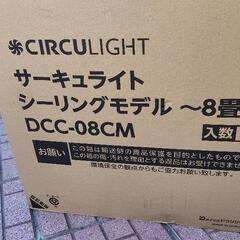 CIRCULIGHT
サーキュライト
シーリングモデル ～8畳
DCC-08CM
入数
お願い
この箱は輸送時の商品保護を目的としたもので
この箱の傷・汚れを理由とする返品はお受けできませ
環境保全の観点からもご協力お願い致します